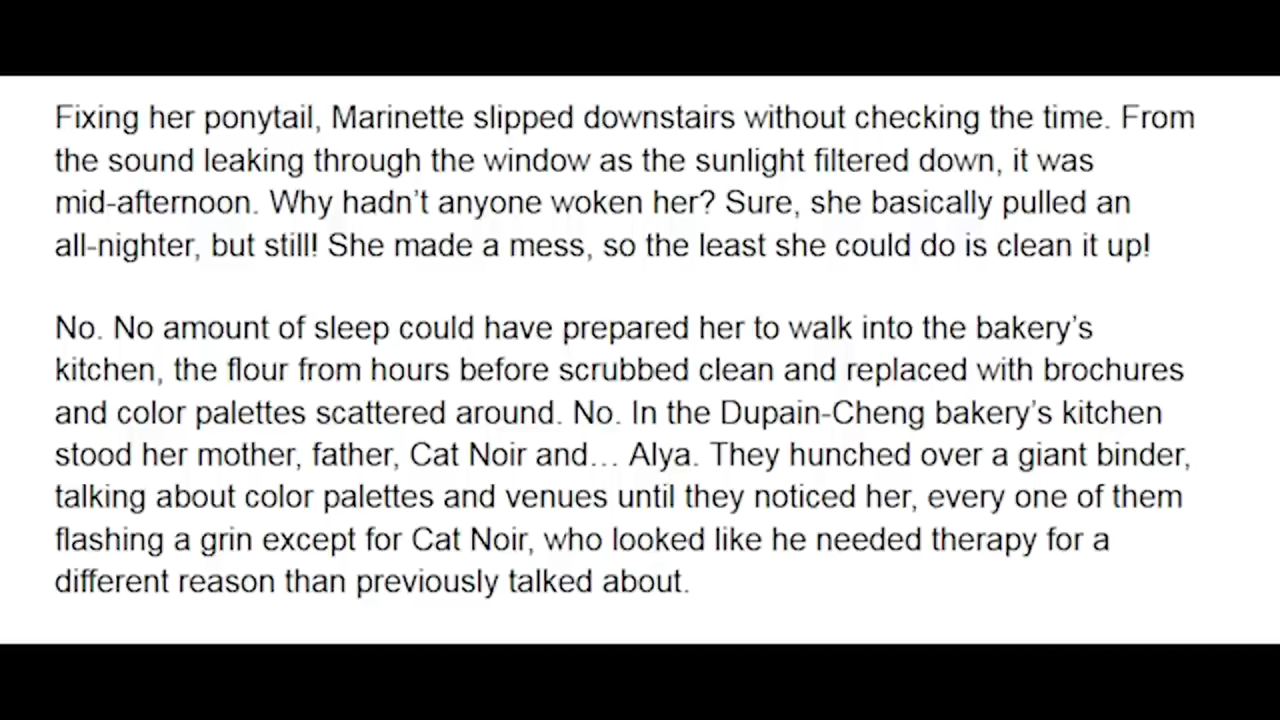 Fixing her ponytail, Marinette slipped downstairs without checking the time. From
the sound leaking through the window as the sunlight filtered down, it was
mid-afternoon. Why hadn’t anyone woken her? Sure, she basically pulled an
all-nighter, but still! She made a mess, so the least she could do is clean it up!
No. No amount of sleep could have prepared her to walk into the bakery’s
kitchen, the flour from hours before scrubbed clean and replaced with brochures
and color palettes scattered around. No. In the Dupain-Cheng bakery’s kitchen
stood her mother, father, Cat Noir and… Alya. They hunched over a giant binder,
talking about color palettes and venues until they noticed her, every one of them
flashing a grin except for Cat Noir, who looked like he needed therapy for a
different reason than previously talked about.